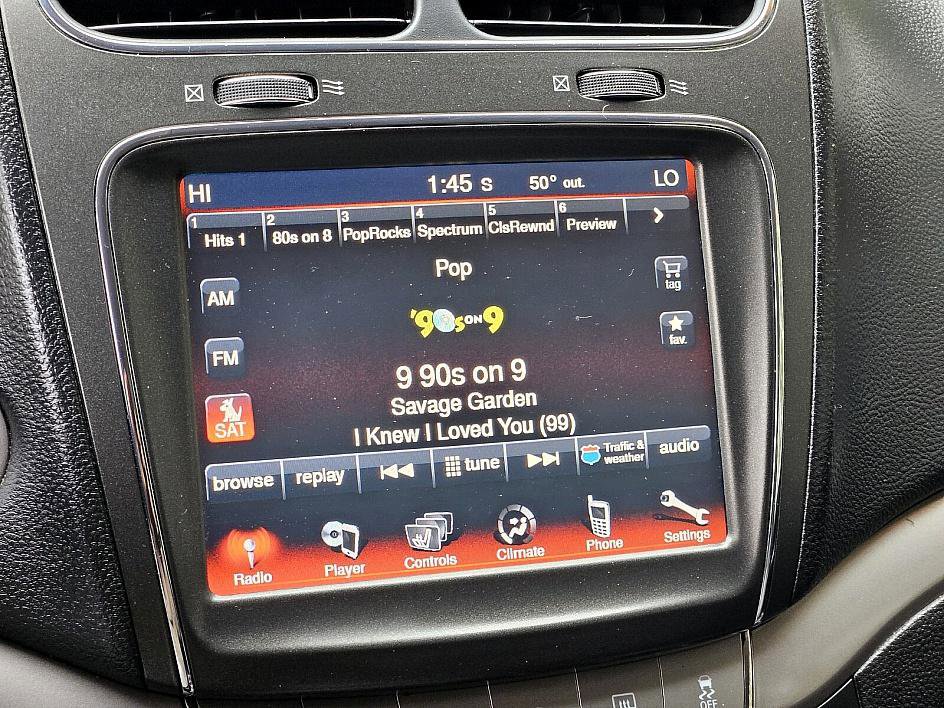 HI 1:45 S 50° out. LO
1 Hits 1 2 80s on 8 3 PopRocks 4 Spectrum 5 ClsRewnd 6 Preview
Pop
AM
tag
'90s ON 9
FM
fav.
9 90s on 9
Savage Garden
SAT
I Knew I Loved You (99)
browse replay tune Traffic & weather audio
Radio Player Controls Climate Phone Settings
OFF